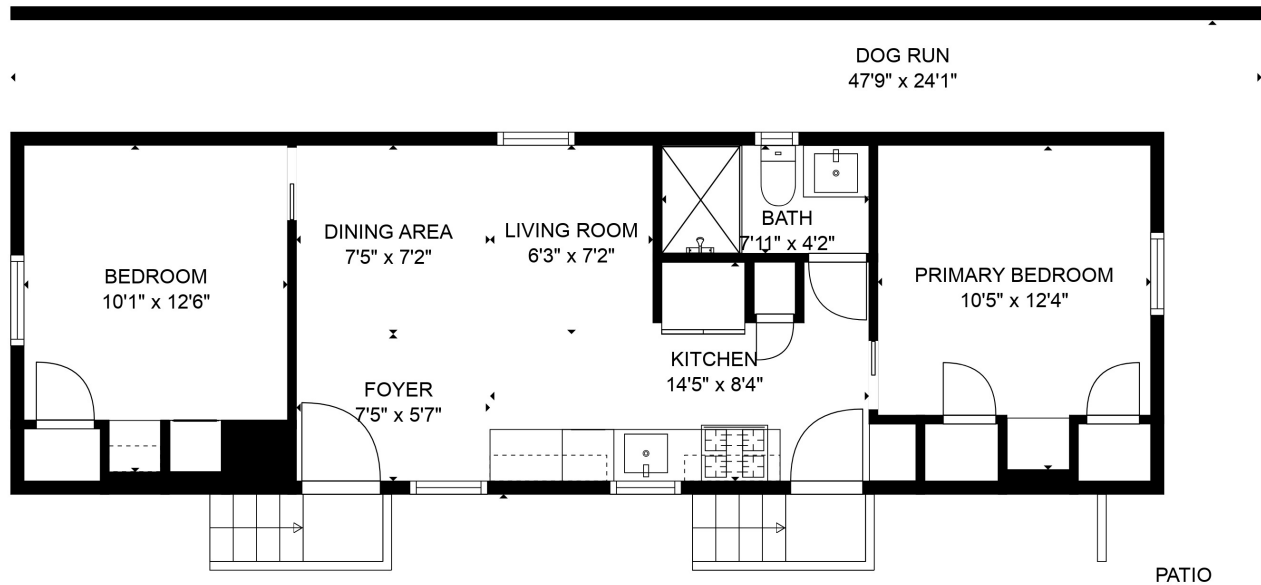 DOG RUN
47'9" x 24'1"
DINING AREA
7'5" x 7'2"
LIVING ROOM
6'3" x 7'2"
BATH
7'11" x 4'2"
BEDROOM
10'1" x 12'6"
PRIMARY BEDROOM
10'5" x 12'4"
KITCHEN
14'5" x 8'4"
FOYER
7'5" x 5'7"
PATIO